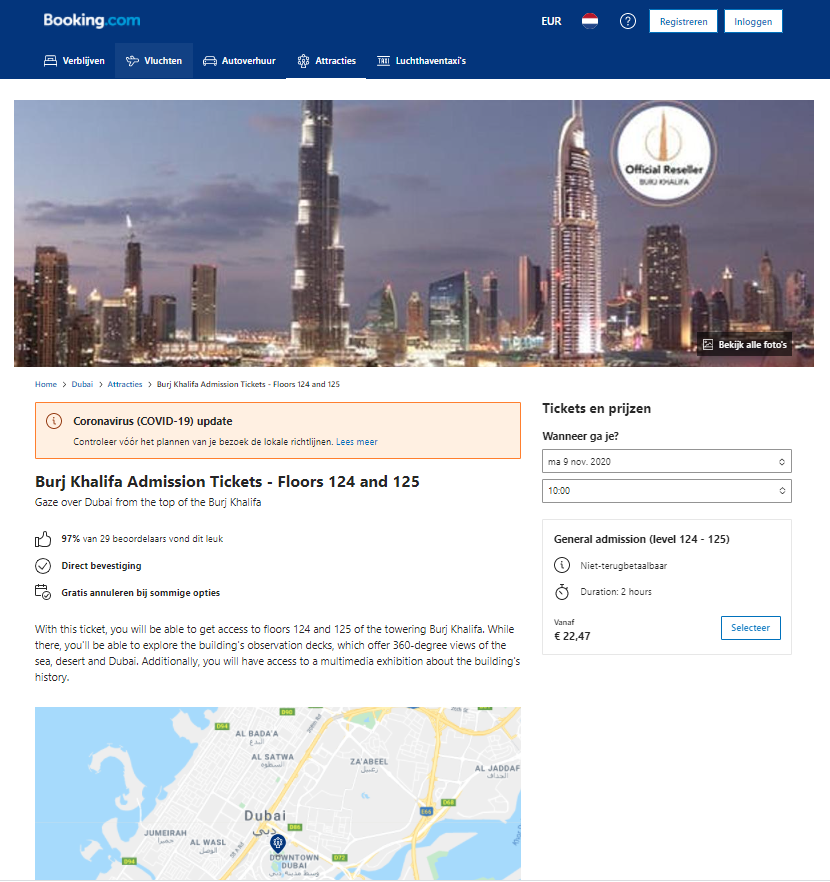 Booking.com
EUR
Registreren
Inloggen
Verblijven
Vluchten
Autoverhuur
Attracties
TAXI
Luchthaventaxi's
Official Reseller
BURJ KHALIFA
Bekijk alle foto's
Home > Dubai > Attracties > Burj Khalifa Admission Tickets - Floors 124 and 125
Coronavirus (COVID-19) update
Controleer vóór het plannen van je bezoek de lokale richtlijnen. Lees meer
Burj Khalifa Admission Tickets - Floors 124 and 125
Gaze over Dubai from the top of the Burj Khalifa
97% van 29 beoordelaars vond dit leuk
Direct bevestiging
Gratis annuleren bij sommige opties
With this ticket, you will be able to get access to floors 124 and 125 of the towering Burj Khalifa. While
there, you'll be able to explore the building's observation decks, which offer 360-degree views of the
sea, desert and Dubai. Additionally, you will have access to a multimedia exhibition about the building's
history.
Tickets en prijzen
Wanneer ga je?
ma 9 nov. 2020
10:00
General admission (level 124 - 125)
Niet-terugbetaalbaar
Duration: 2 hours
Vanaf
€ 22,47
Selecteer
D90
D94
AL BADA'A
البدع
AL SATWA
السطوة
ZA'ABEEL
زعبيل
AL JADDAF
الجداف
D68
E66
Dubai
دبي
D86
JUMEIRAH
جميرا
AL WASL
الوصل
D94
DOWNTOWN
DUBAI
وسط مدينة دبي
D72